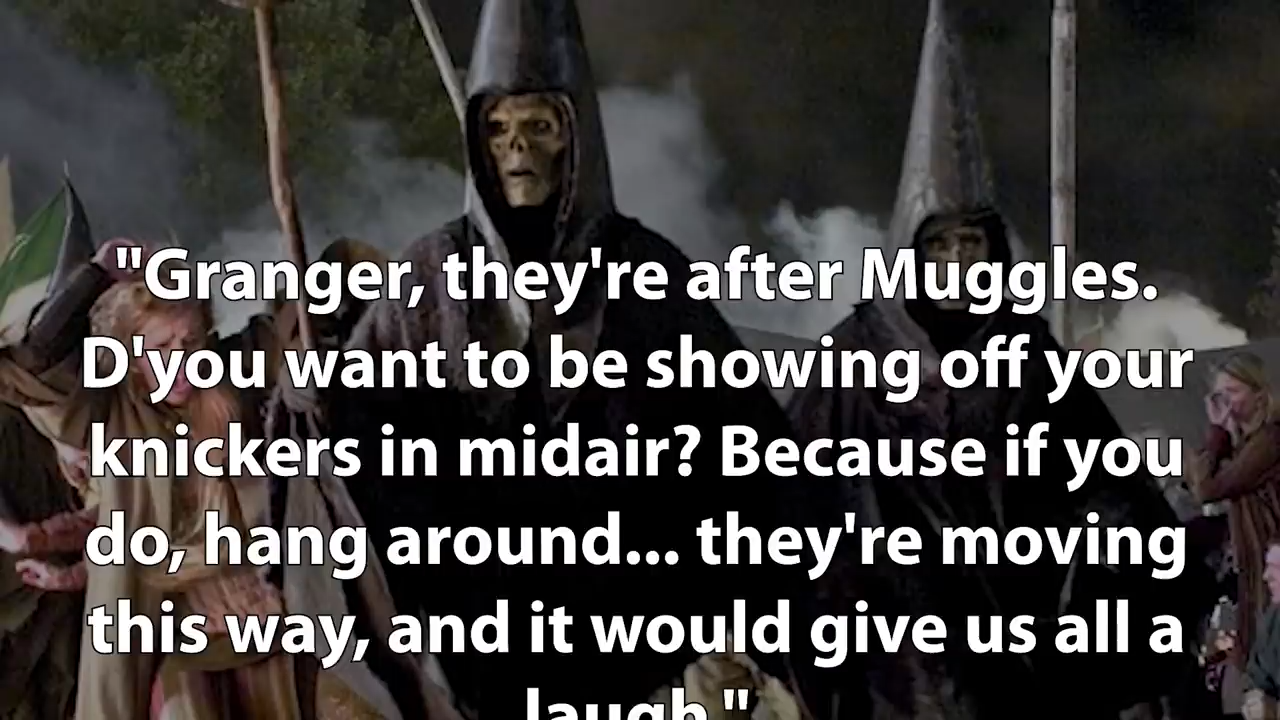 "Granger, they're after Muggles.
D'you want to be showing off your
knickers in midair? Because if you
do, hang around... they're moving
this way, and it would give us all a
laugh."